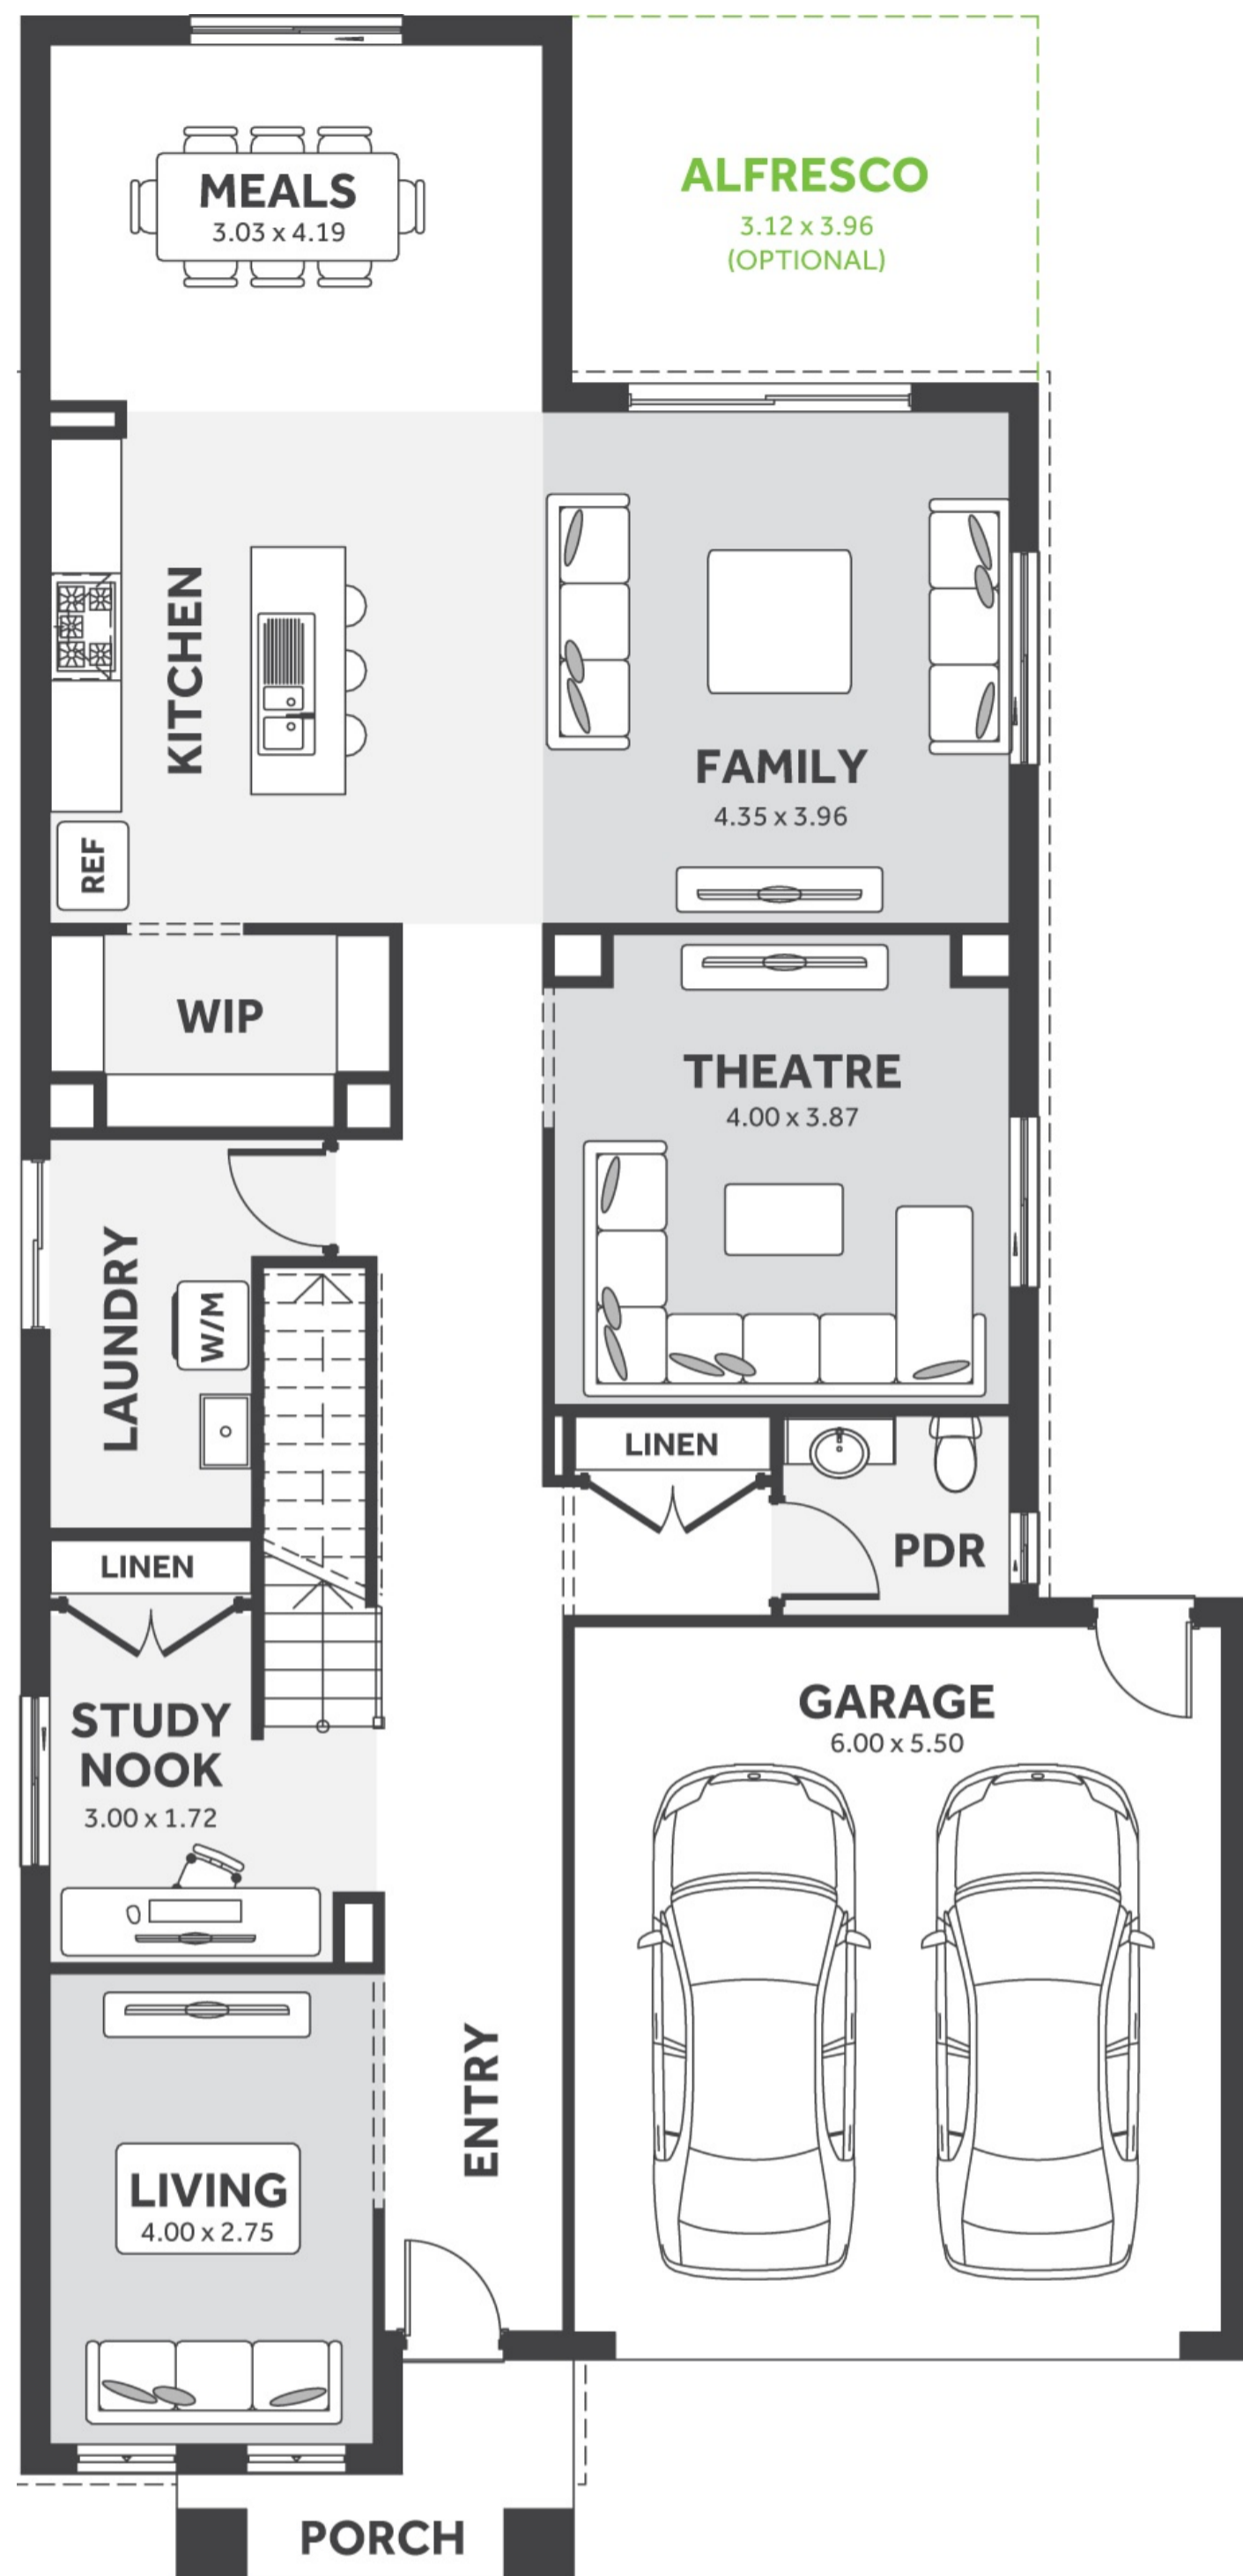 MEALS
3.03 x 4.19
ALFRESCO
3.12 x 3.96
(OPTIONAL)
KITCHEN
FAMILY
4.35 x 3.96
REF
WIP
THEATRE
4.00 x 3.87
LAUNDRY
W/M
LINEN
PDR
LINEN
STUDY
NOOK
3.00 x 1.72
GARAGE
6.00 x 5.50
ENTRY
LIVING
4.00 x 2.75
PORCH